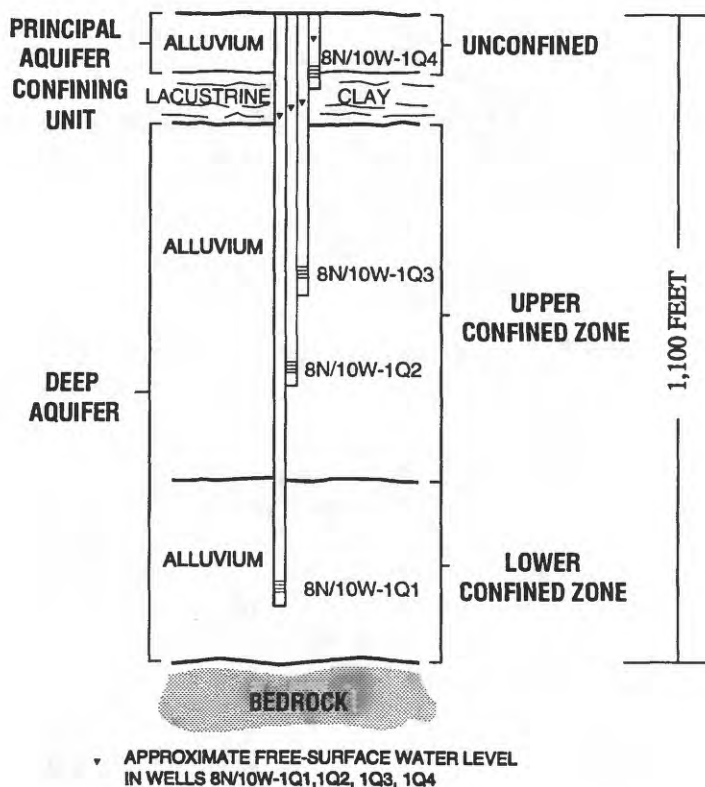 PRINCIPAL
AQUIFER
CONFINING
UNIT
ALLUVIUM
8N/10W-1Q4
UNCONFINED
LACUSTRINE CLAY
ALLUVIUM
8N/10W-1Q3
UPPER
CONFINED ZONE
1,100 FEET
8N/10W-1Q2
DEEP
AQUIFER
ALLUVIUM
8N/10W-1Q1
LOWER
CONFINED ZONE
BEDROCK
APPROXIMATE FREE-SURFACE WATER LEVEL
IN WELLS 8N/10W-1Q1,1Q2, 1Q3, 1Q4